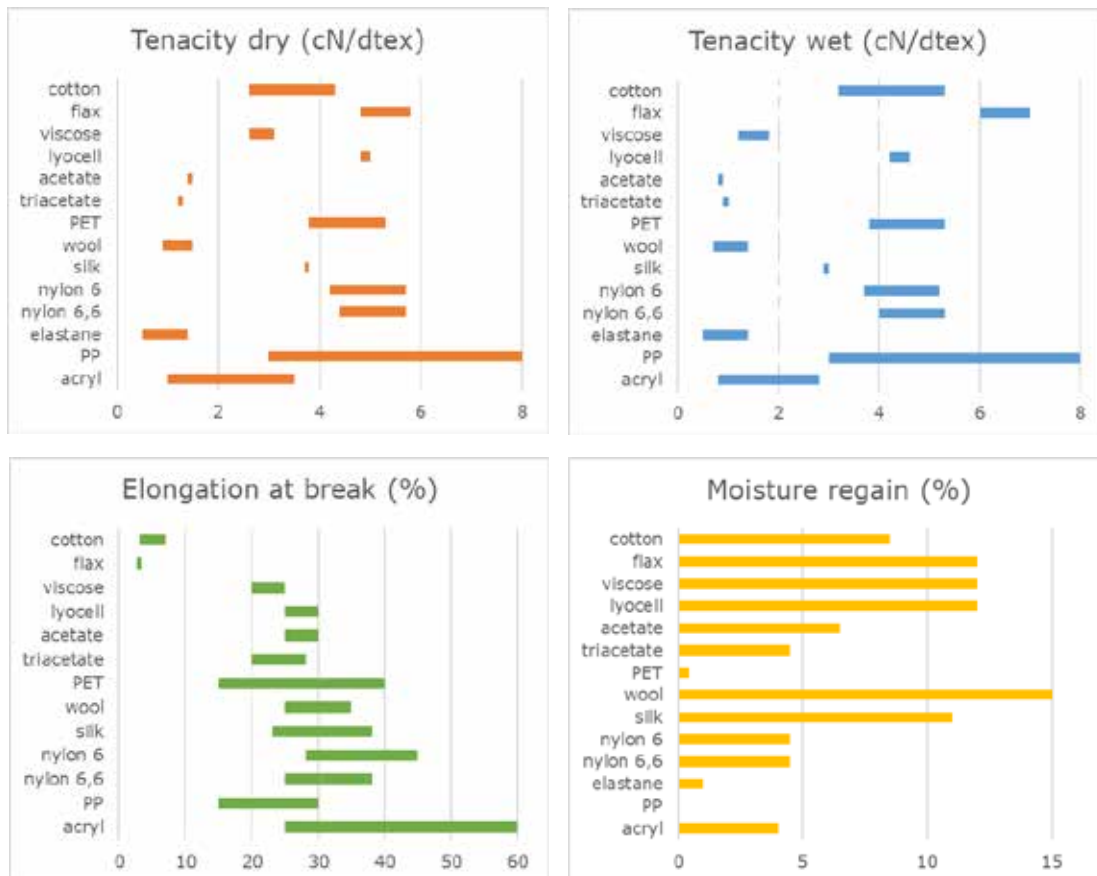 Tenacity dry (cN/dtex)
cotton
flax
viscose
lyocell
acetate
triacetate
PET
wool
silk
nylon 6
nylon 6,6
elastane
PP
acryl
0 2 4 6 8
Tenacity wet (cN/dtex)
cotton
flax
viscose
lyocell
acetate
triacetate
PET
wool
silk
nylon 6
nylon 6,6
elastane
PP
acryl
0 2 4 6 8
Elongation at break (%)
cotton
flax
viscose
lyocell
acetate
triacetate
PET
wool
silk
nylon 6
nylon 6,6
PP
acryl
0 10 20 30 40 50 60
Moisture regain (%)
cotton
flax
viscose
lyocell
acetate
triacetate
PET
wool
silk
nylon 6
nylon 6,6
elastane
PP
acryl
0 5 10 15